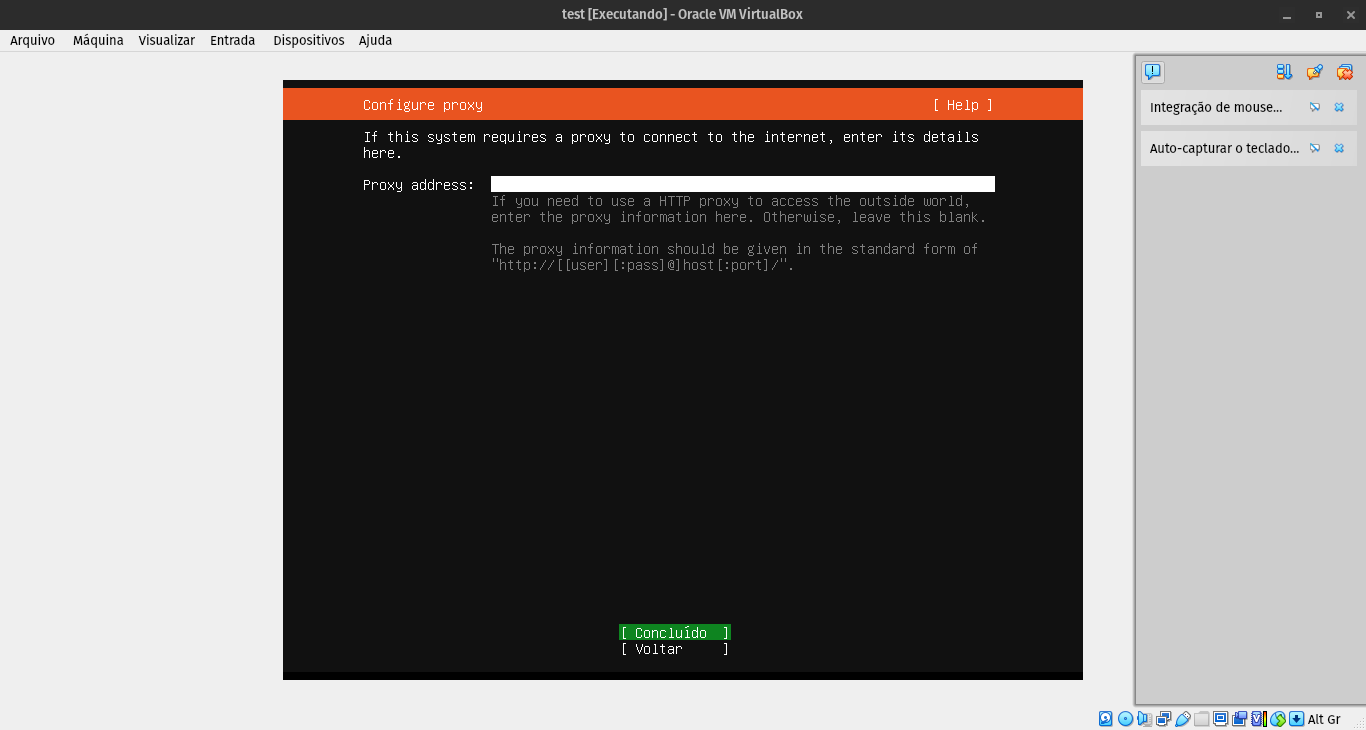 test [Executando] - Oracle VM VirtualBox
Arquivo Máquina Visualizar Entrada Dispositivos Ajuda
Configure proxy [ Help ]
If this system requires a proxy to connect to the internet, enter its details
here.
Proxy address:
If you need to use a HTTP proxy to access the outside world,
enter the proxy information here. Otherwise, leave this blank.
The proxy information should be given in the standard form of
"http://[[user][:pass]@]host[:port]/".
[ Concluído ]
[ Voltar ]
Integração de mouse...
Auto-capturar o teclado...
Alt Gr